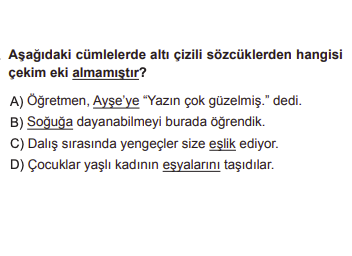 Aşağıdaki cümlelerde altı çizili sözcüklerden hangisi
çekim eki almamıştır?
A) Öğretmen, Ayşe'ye “Yazın çok güzelmiş.” dedi.
B) Soğuğa dayanabilmeyi burada öğrendik.
C) Dalış sırasında yengeçler size eşlik ediyor.
D) Çocuklar yaşlı kadının eşyalarını taşıdılar.